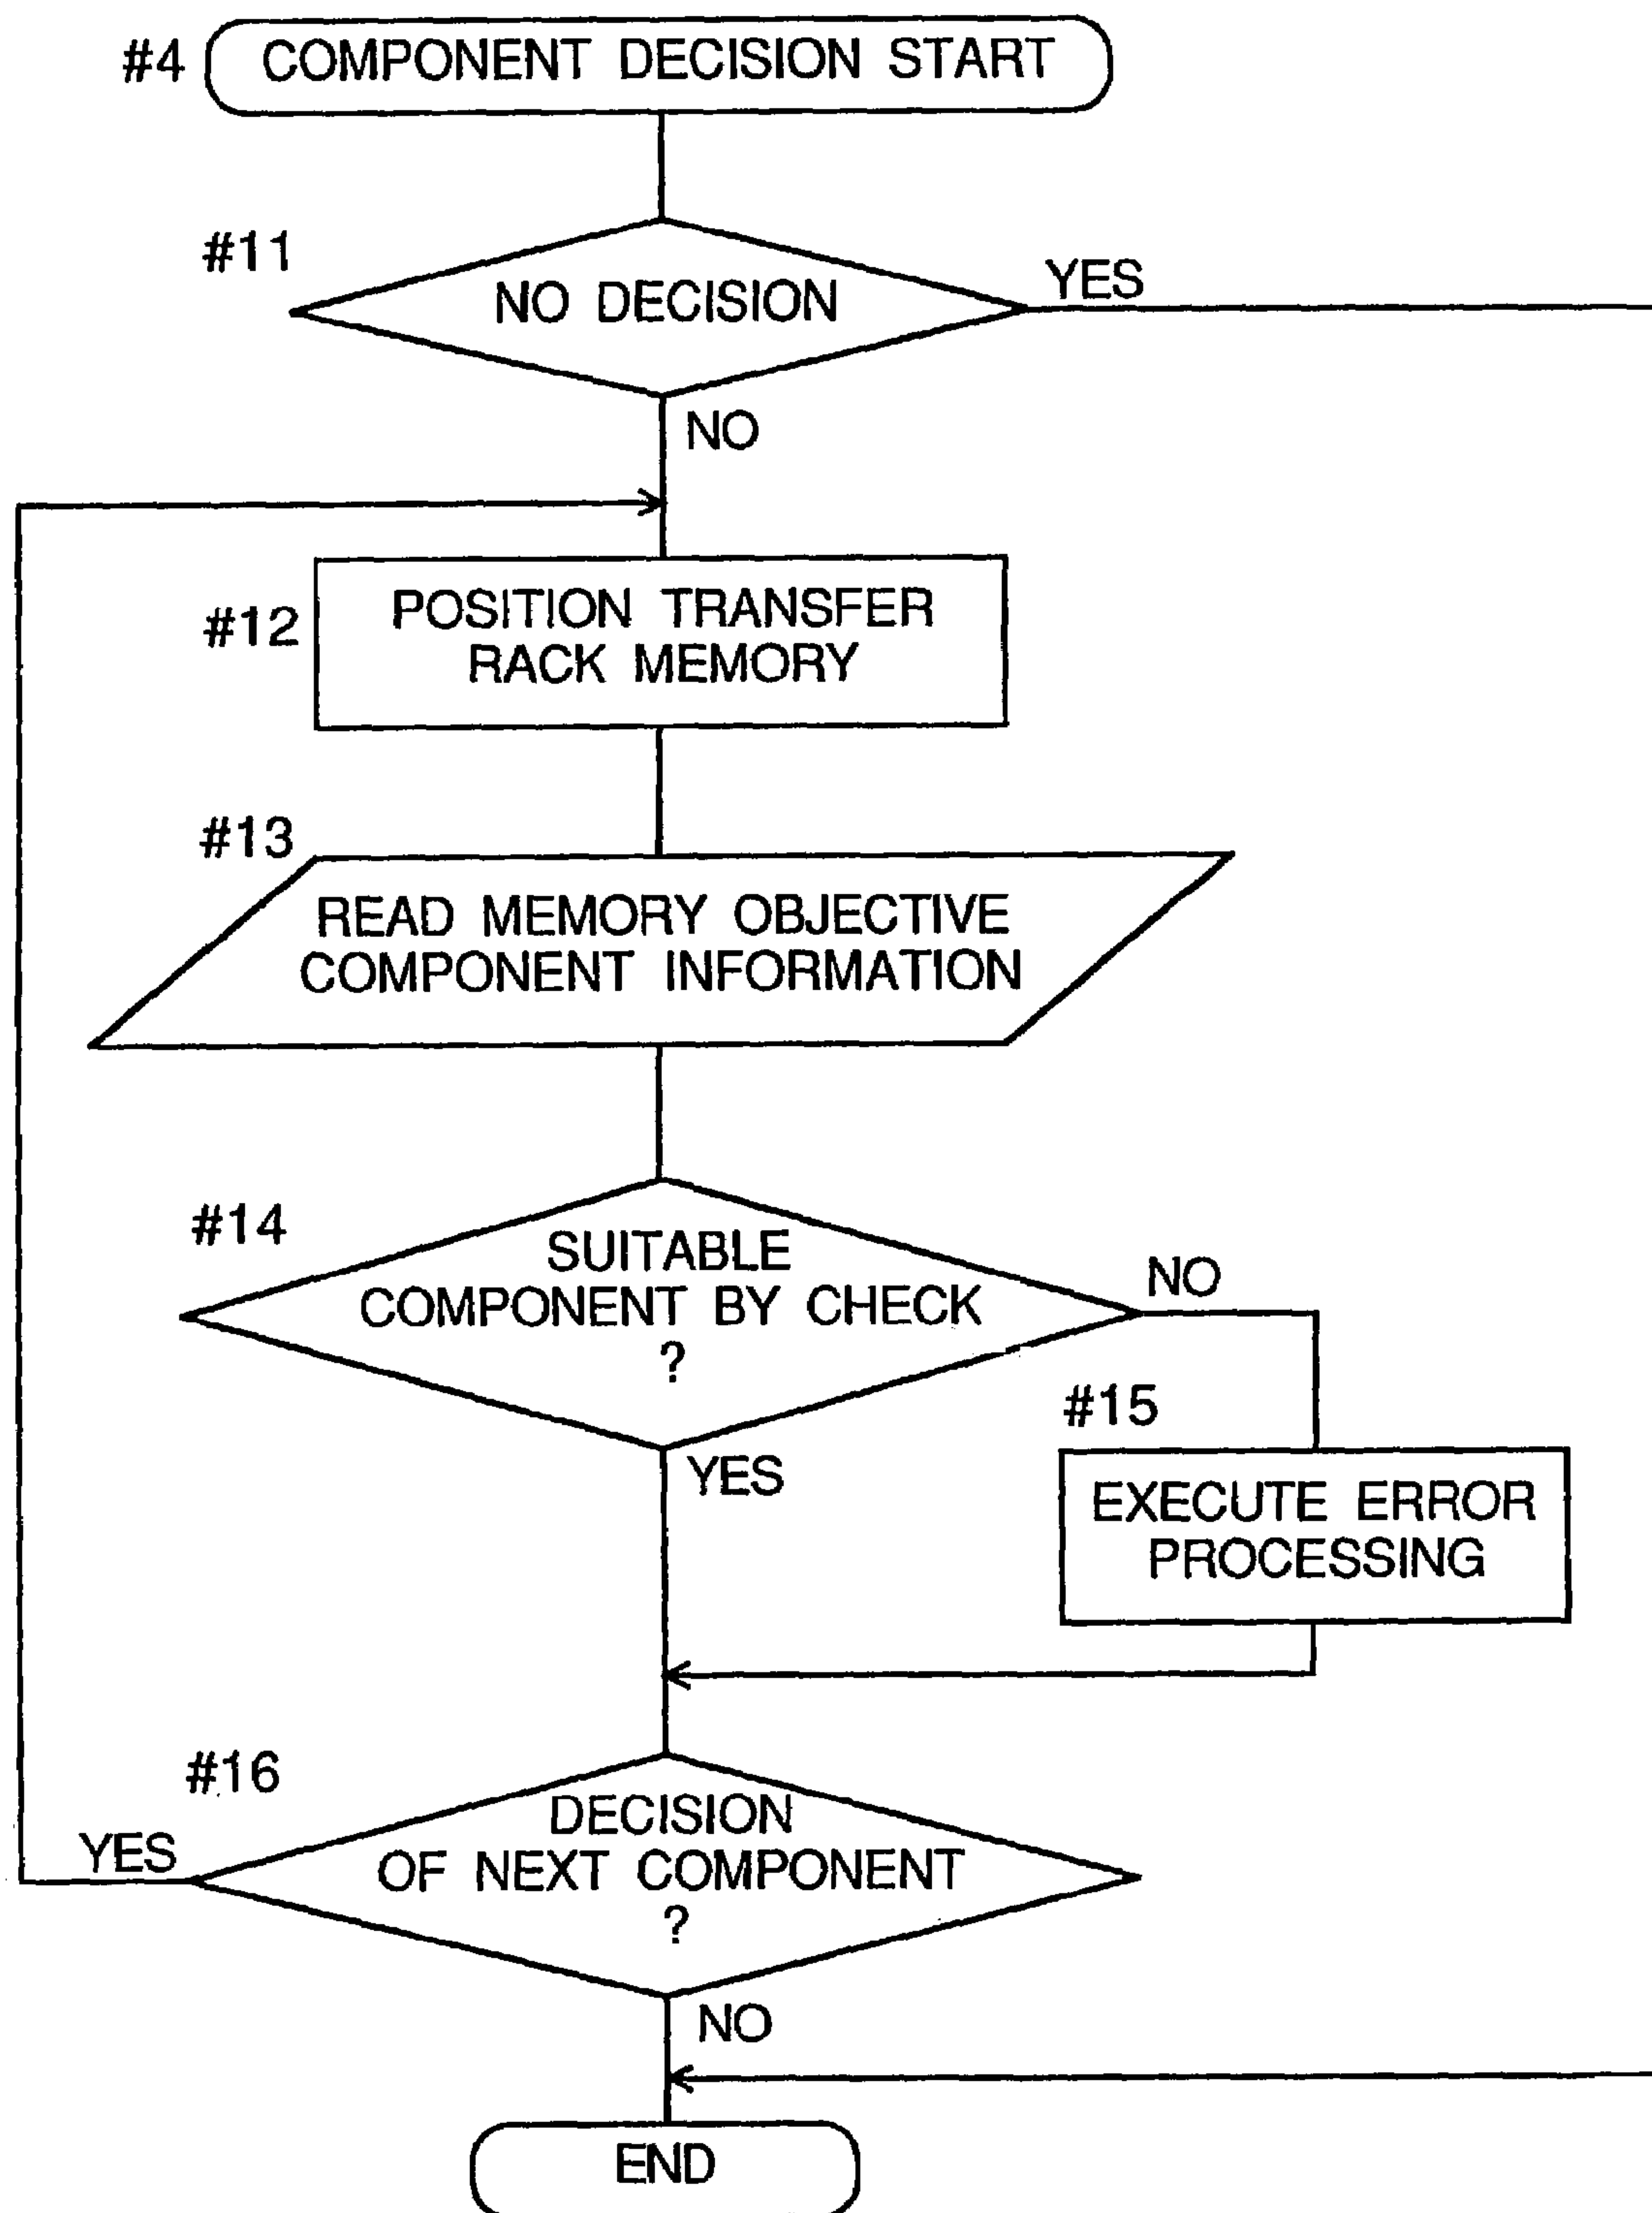 #4
COMPONENT DECISION START
#11
NO DECISION
YES
NO
#12
POSITION TRANSFER
RACK MEMORY
#13
READ MEMORY OBJECTIVE
COMPONENT INFORMATION
#14
SUITABLE
COMPONENT BY CHECK
?
NO
YES
#15
EXECUTE ERROR
PROCESSING
#16
DECISION
OF NEXT COMPONENT
?
YES
NO
END